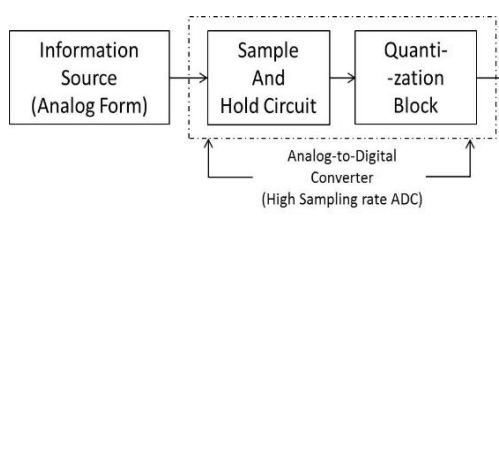 Information
Source
(Analog Form)
Sample
And
Hold Circuit
Quanti-
-zation
Block
Analog-to-Digital
Converter
(High Sampling rate ADC)